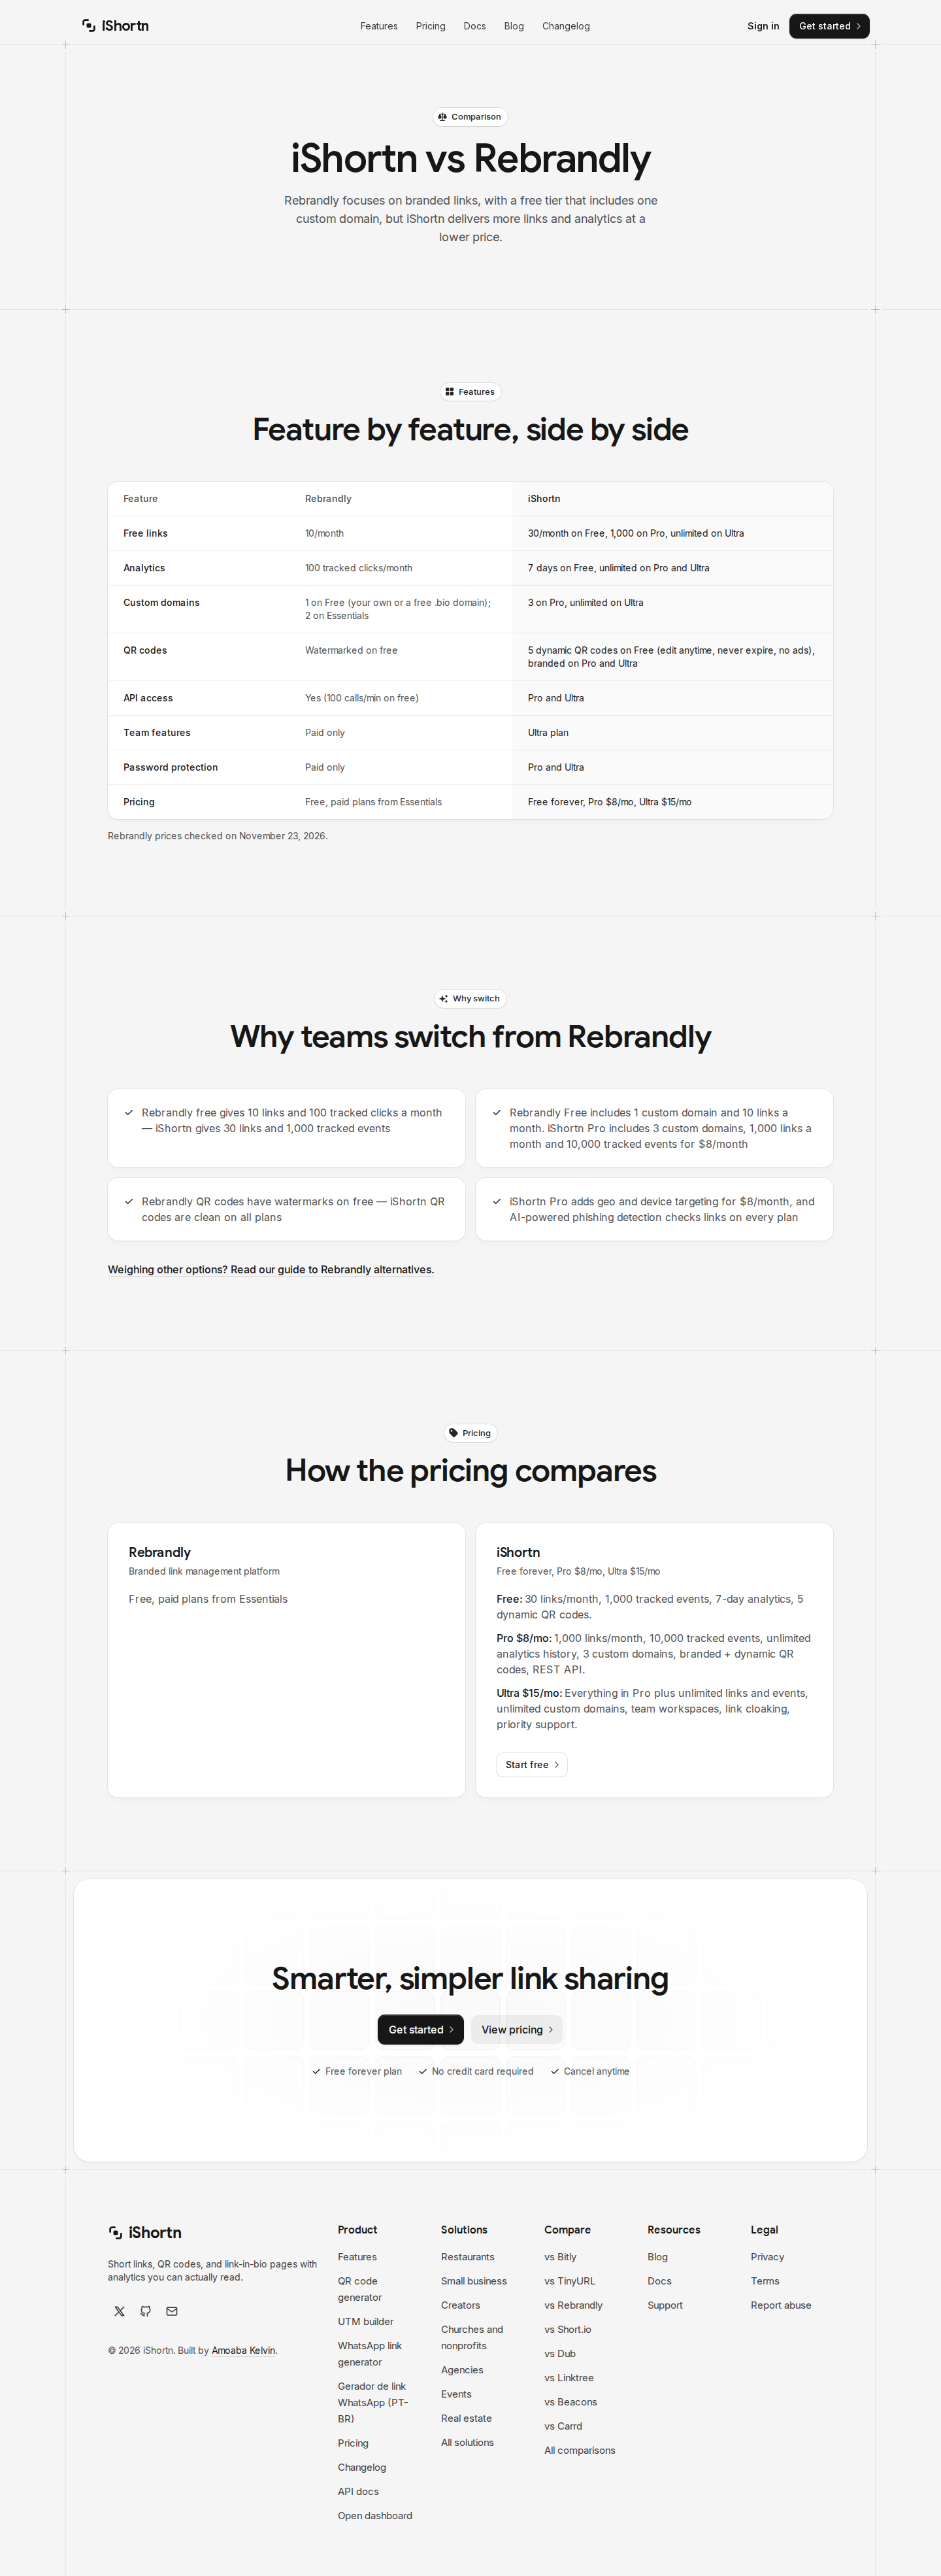 iShortn
Features
Pricing
Docs
Blog
Changelog
Sign in
Get started
Comparison
iShortn vs Rebrandly
Rebrandly focuses on branded links, with a free tier that includes one
custom domain, but iShortn delivers more links and analytics at a
lower price.
Features
Feature by feature, side by side
Feature
Rebrandly
iShortn
Free links
10/month
30/month on Free, 1,000 on Pro, unlimited on Ultra
Analytics
100 tracked clicks/month
7 days on Free, unlimited on Pro and Ultra
Custom domains
1 on Free (your own or a free .bio domain);
2 on Essentials
3 on Pro, unlimited on Ultra
QR codes
Watermarked on free
5 dynamic QR codes on Free (edit anytime, never expire, no ads),
branded on Pro and Ultra
API access
Yes (100 calls/min on free)
Pro and Ultra
Team features
Paid only
Ultra plan
Password protection
Paid only
Pro and Ultra
Pricing
Free, paid plans from Essentials
Free forever, Pro $8/mo, Ultra $15/mo
Rebrandly prices checked on November 23, 2026.
Why switch
Why teams switch from Rebrandly
Rebrandly free gives 10 links and 100 tracked clicks a month
— iShortn gives 30 links and 1,000 tracked events
Rebrandly Free includes 1 custom domain and 10 links a
month. iShortn Pro includes 3 custom domains, 1,000 links a
month and 10,000 tracked events for $8/month
Rebrandly QR codes have watermarks on free — iShortn QR
codes are clean on all plans
iShortn Pro adds geo and device targeting for $8/month, and
AI-powered phishing detection checks links on every plan
Weighing other options? Read our guide to Rebrandly alternatives.
Pricing
How the pricing compares
Rebrandly
Branded link management platform
Free, paid plans from Essentials
iShortn
Free forever, Pro $8/mo, Ultra $15/mo
Free: 30 links/month, 1,000 tracked events, 7-day analytics, 5
dynamic QR codes.
Pro $8/mo: 1,000 links/month, 10,000 tracked events, unlimited
analytics history, 3 custom domains, branded + dynamic QR
codes, REST API.
Ultra $15/mo: Everything in Pro plus unlimited links and events,
unlimited custom domains, team workspaces, link cloaking,
priority support.
Start free
Smarter, simpler link sharing
Get started
View pricing
Free forever plan
No credit card required
Cancel anytime
iShortn
Short links, QR codes, and link-in-bio pages with
analytics you can actually read.
© 2026 iShortn. Built by Amoaba Kelvin.
Product
Features
QR code
generator
UTM builder
WhatsApp link
generator
Gerador de link
WhatsApp (PT-
BR)
Pricing
Changelog
API docs
Open dashboard
Solutions
Restaurants
Small business
Creators
Churches and
nonprofits
Agencies
Events
Real estate
All solutions
Compare
vs Bitly
vs TinyURL
vs Rebrandly
vs Short.io
vs Dub
vs Linktree
vs Beacons
vs Carrd
All comparisons
Resources
Blog
Docs
Support
Legal
Privacy
Terms
Report abuse